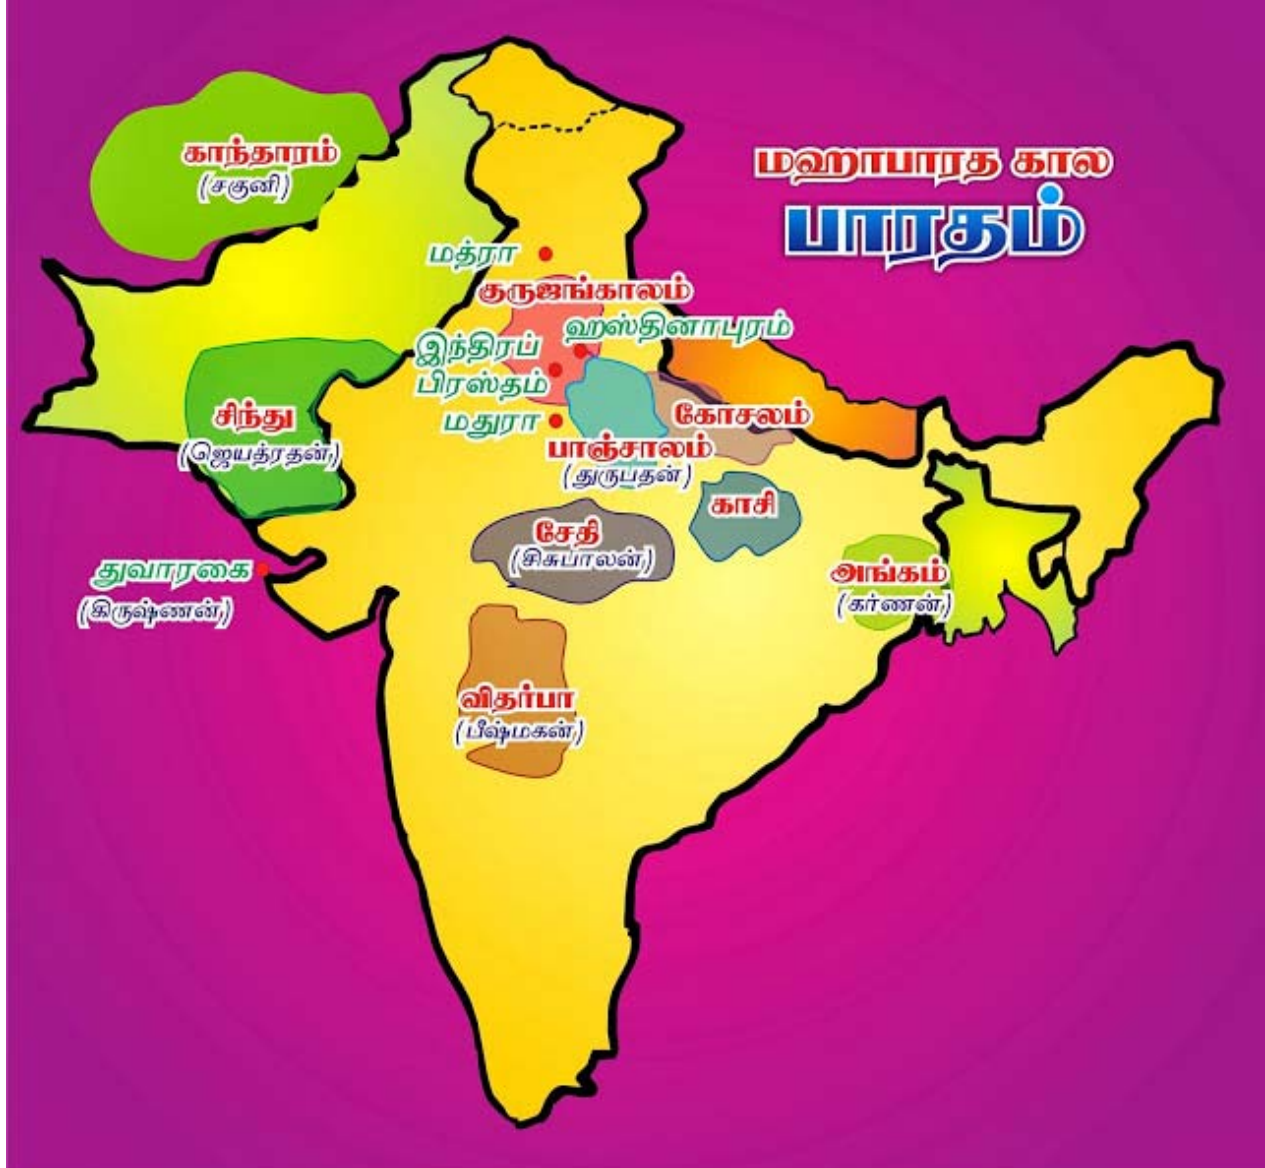 காந்தாரம்
(சகுனி)
மஹாபாரத கால
பாரதம்
மத்ரா
குருஜங்காலம்
ஹஸ்தினாபுரம்
இந்திரப்
பிரஸ்தம்
மதுரா
கோசலம்
சிந்து
(ஜெயத்ரதன்)
பாஞ்சாலம்
(துருபதன்)
காசி
சேதி
(சிசுபாலன்)
துவாரகை
(கிருஷ்ணன்)
அங்கம்
(கர்ணன்)
விதர்பா
(பீஷ்மகன்)